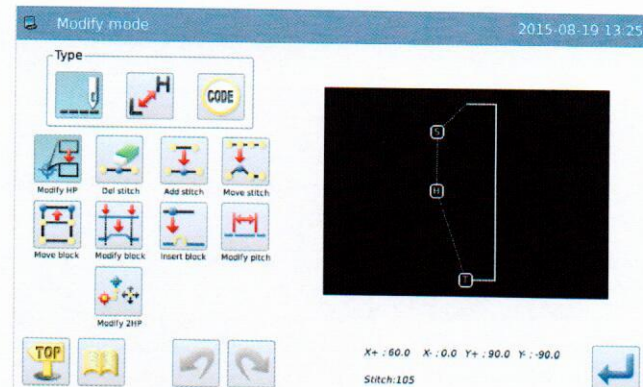 Modify mode
2015-08-19 13:25
Type
H
L
CODE
Modify HP
Del stitch
Add stitch
Move stitch
Move block
Modify block
Insert block
Modify pitch
Modify 2HP
S
H
T
TOP
X+ : 60.0 X- : 0.0 Y+ : 90.0 Y- : -90.0
Stitch:105